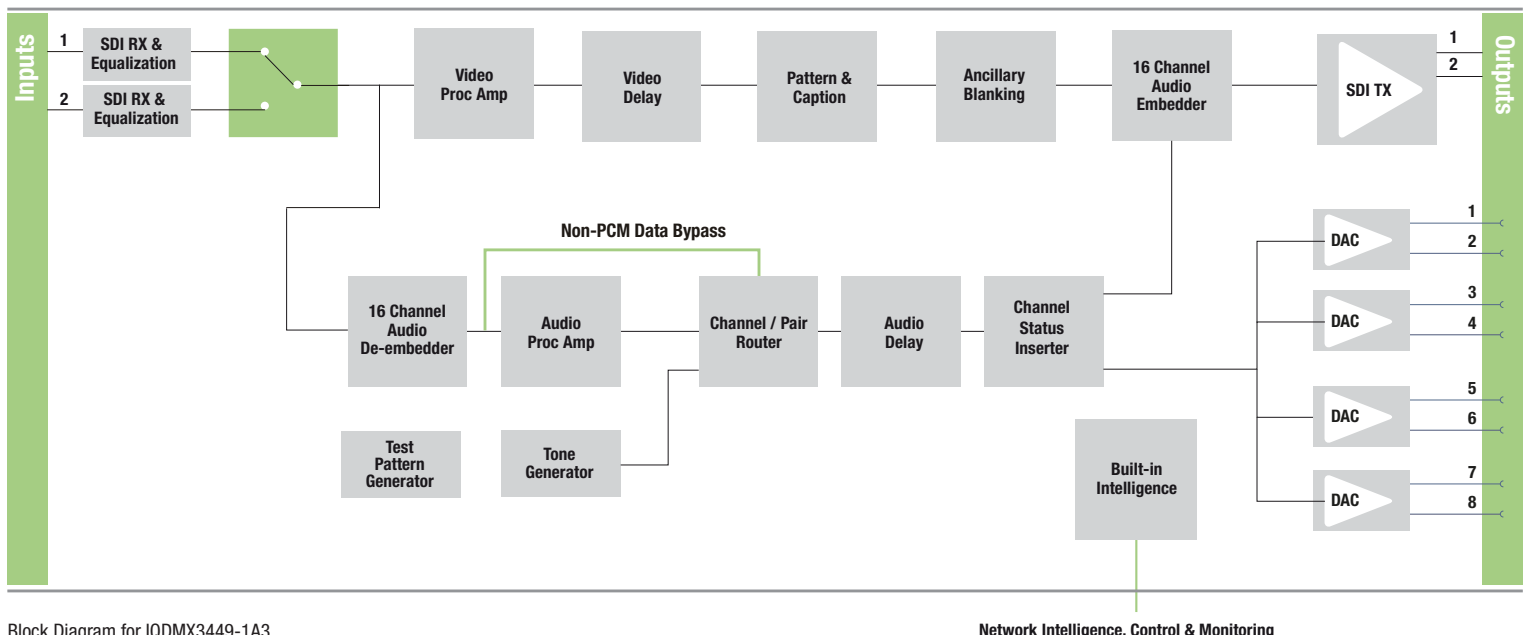 Inputs
1
SDI RX &
Equalization
2
SDI RX &
Equalization
Video
Proc Amp
Video
Delay
Pattern &
Caption
Ancillary
Blanking
16 Channel
Audio
Embedder
SDI TX
1
2
Outputs
Non-PCM Data Bypass
16 Channel
Audio
De-embedder
Audio
Proc Amp
Channel / Pair
Router
Audio
Delay
Channel
Status
Inserter
DAC
1
2
DAC
3
4
DAC
5
6
DAC
7
8
Test
Pattern
Generator
Tone
Generator
Built-in
Intelligence
Block Diagram for IQDMX3449-1A3
Network Intelligence, Control & Monitoring